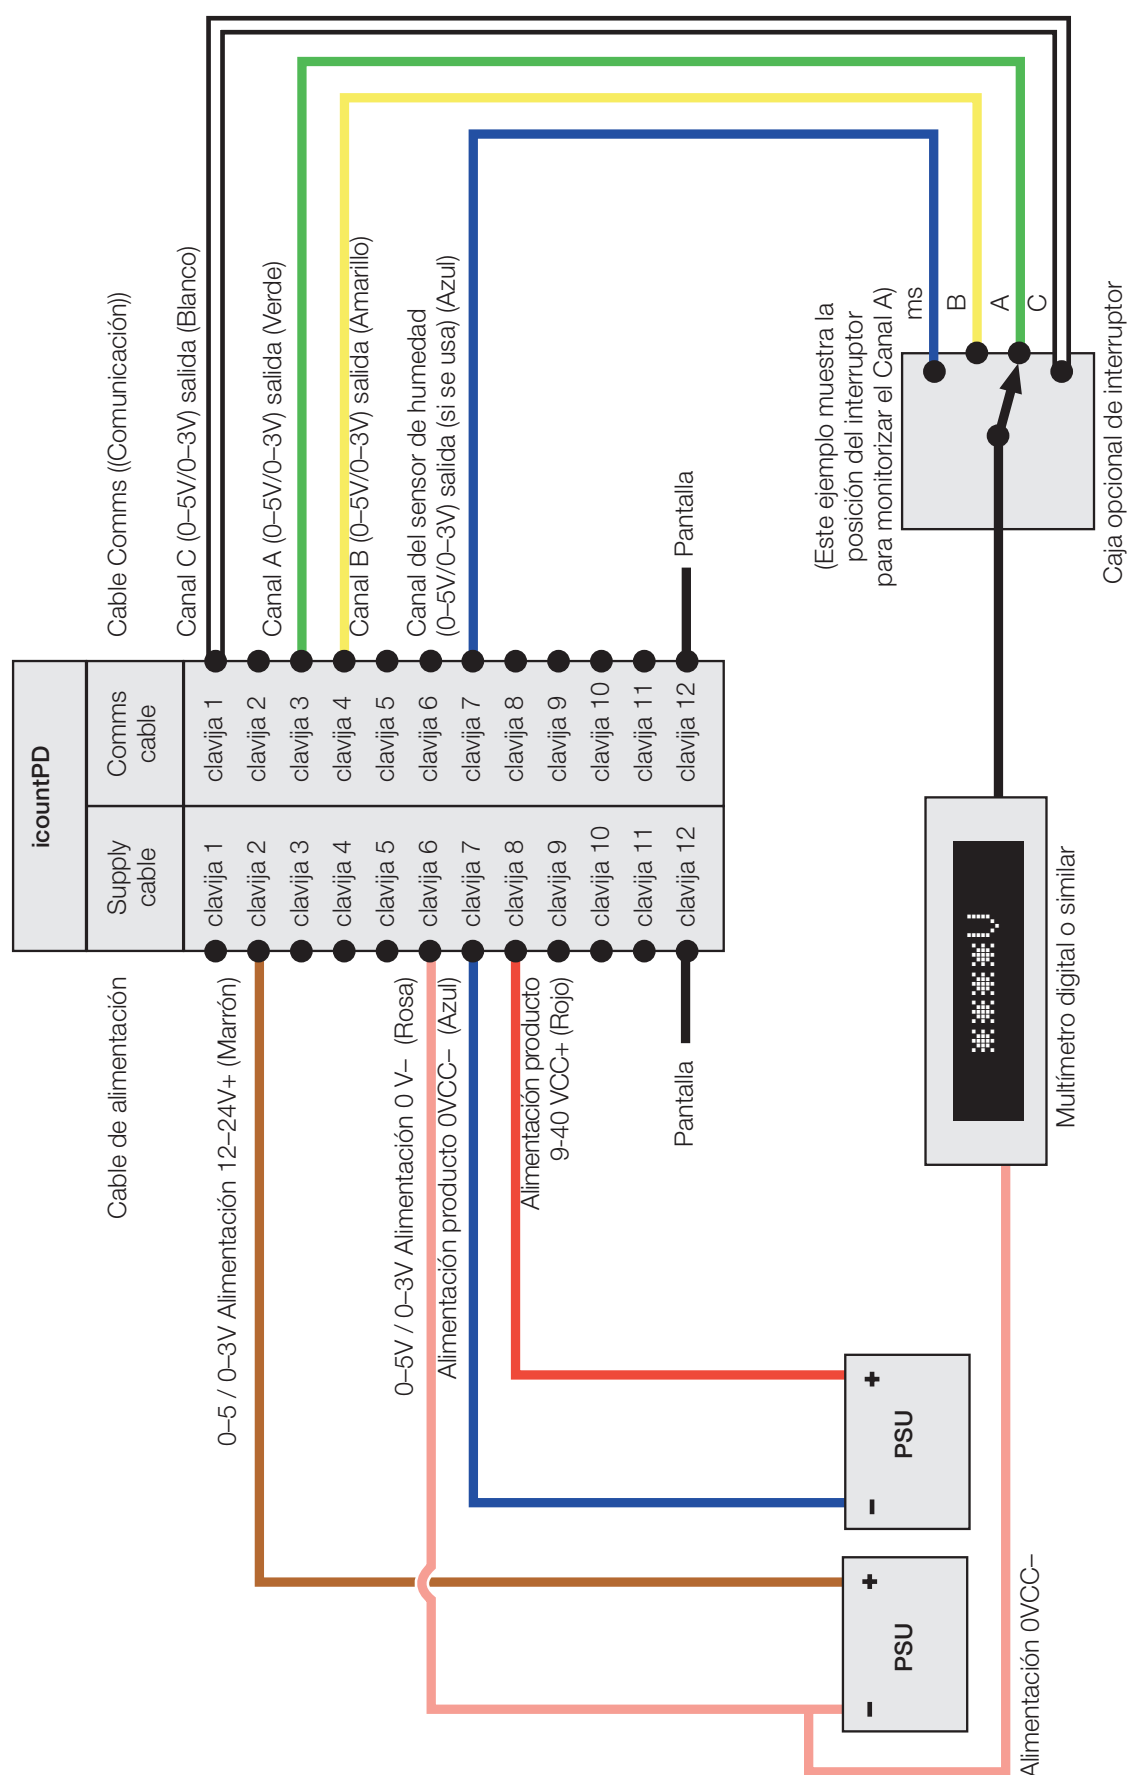 icountPD
Supply
cable
Comms
cable
clavija 1
clavija 2
clavija 3
clavija 4
clavija 5
clavija 6
clavija 7
clavija 8
clavija 9
clavija 10
clavija 11
clavija 12
clavija 1
clavija 2
clavija 3
clavija 4
clavija 5
clavija 6
clavija 7
clavija 8
clavija 9
clavija 10
clavija 11
clavija 12
Cable de alimentación
0–5 / 0–3V Alimentación 12–24V+ (Marrón)
0–5V / 0–3V Alimentación 0 V– (Rosa)
Alimentación producto 0VCC– (Azul)
Alimentación producto
9-40 VCC+ (Rojo)
Pantalla
Cable Comms ((Comunicación))
Canal C (0–5V/0–3V) salida (Blanco)
Canal A (0–5V/0–3V) salida (Verde)
Canal B (0–5V/0–3V) salida (Amarillo)
Canal del sensor de humedad
(0–5V/0–3V) salida (si se usa) (Azul)
Pantalla
(Este ejemplo muestra la
posición del interruptor
para monitorizar el Canal A)
ms
B
A
C
Caja opcional de interruptor
****V
Multímetro digital o similar
+
PSU
–
+
PSU
–
Alimentación 0VCC–